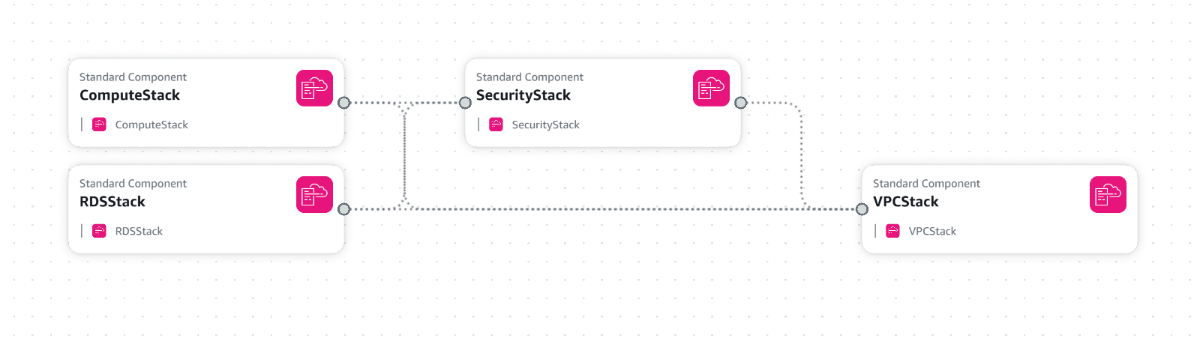 Standard Component
ComputeStack
ComputeStack
Standard Component
SecurityStack
SecurityStack
Standard Component
RDSStack
RDSStack
Standard Component
VPCStack
VPCStack